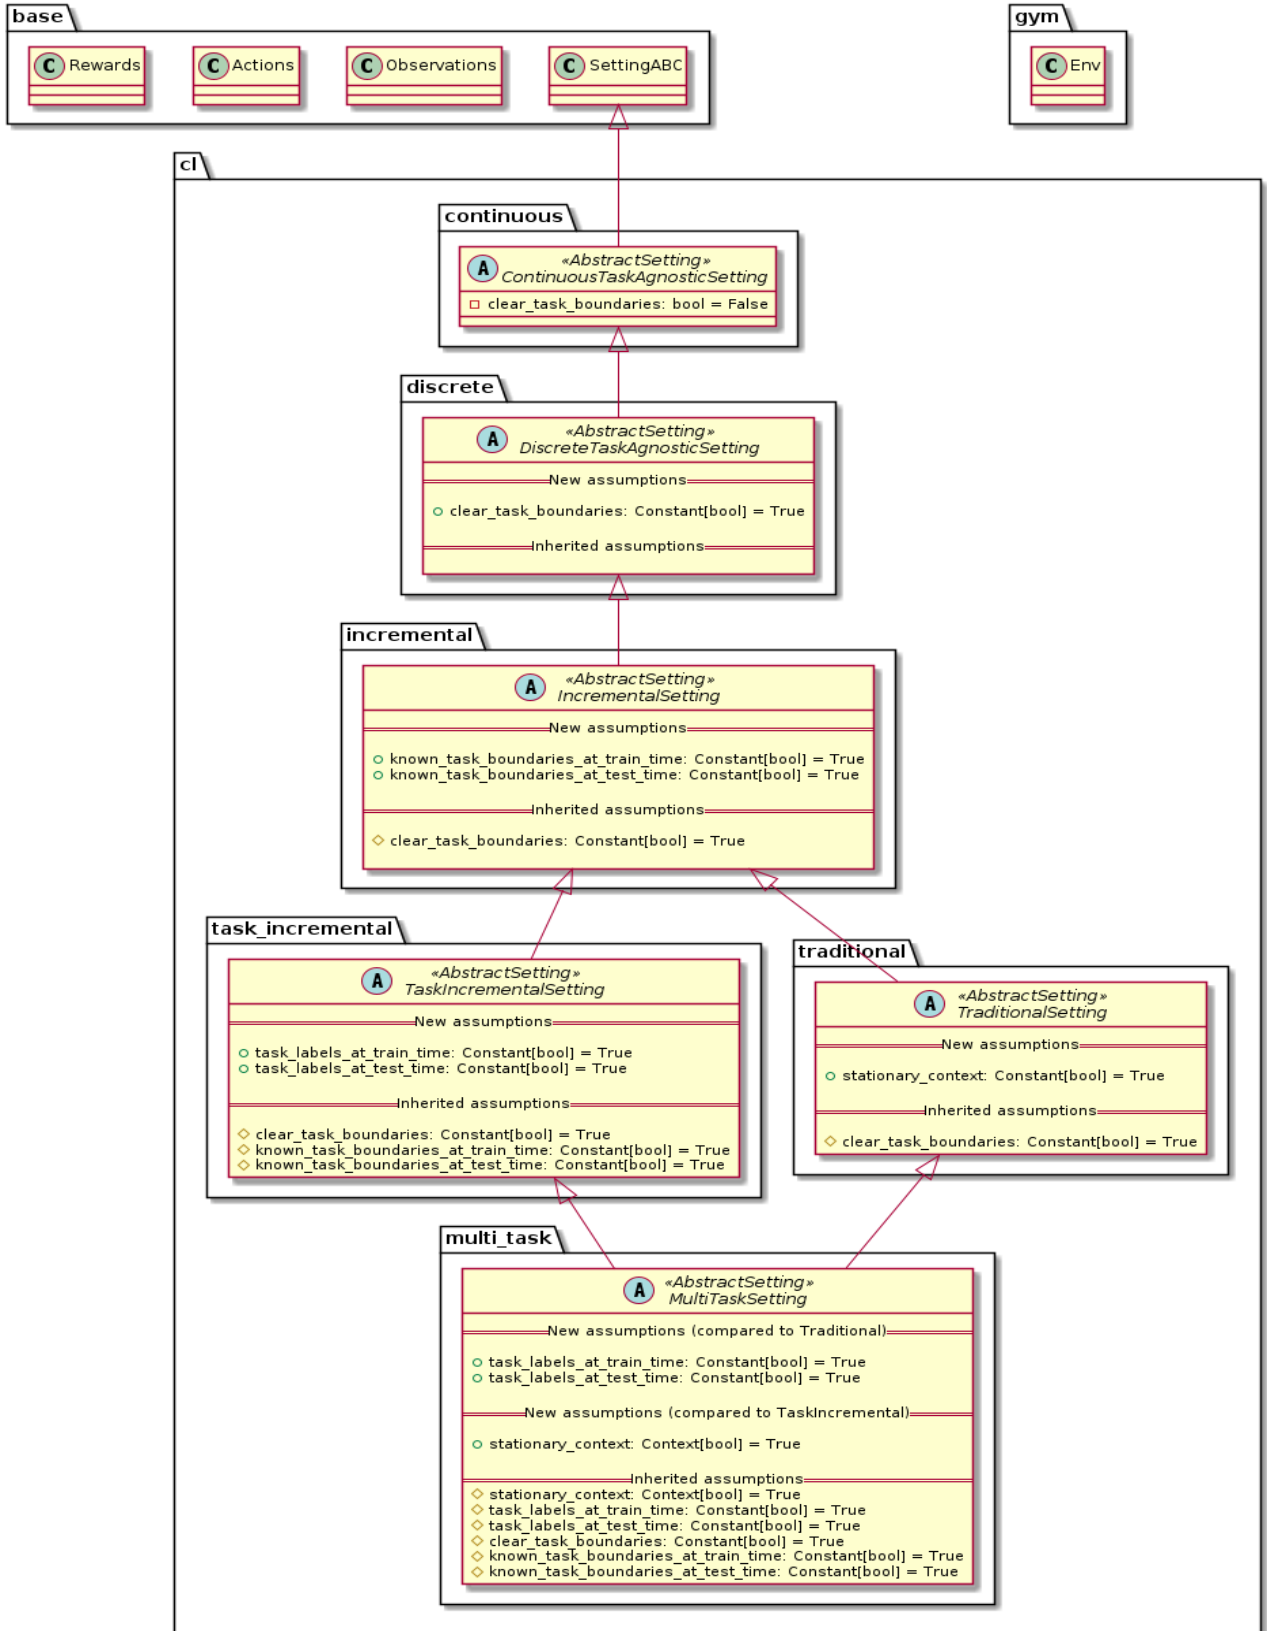 base
gym
C Rewards
C Actions
C Observations
C SettingABC
C Env
cl
continuous
A
«AbstractSetting»
ContinuousTaskAgnosticSetting
clear_task_boundaries: bool = False
discrete
A
«AbstractSetting»
DiscreteTaskAgnosticSetting
New assumptions
clear_task_boundaries: Constant[bool] = True
Inherited assumptions
incremental
A
«AbstractSetting»
IncrementalSetting
New assumptions
known_task_boundaries_at_train_time: Constant[bool] = True
known_task_boundaries_at_test_time: Constant[bool] = True
Inherited assumptions
clear_task_boundaries: Constant[bool] = True
task_incremental
A
«AbstractSetting»
TaskIncrementalSetting
New assumptions
task_labels_at_train_time: Constant[bool] = True
task_labels_at_test_time: Constant[bool] = True
Inherited assumptions
clear_task_boundaries: Constant[bool] = True
known_task_boundaries_at_train_time: Constant[bool] = True
known_task_boundaries_at_test_time: Constant[bool] = True
traditional
A
«AbstractSetting»
TraditionalSetting
New assumptions
stationary_context: Constant[bool] = True
Inherited assumptions
clear_task_boundaries: Constant[bool] = True
multi_task
A
«AbstractSetting»
MultiTaskSetting
New assumptions (compared to Traditional)
task_labels_at_train_time: Constant[bool] = True
task_labels_at_test_time: Constant[bool] = True
New assumptions (compared to TaskIncremental)
stationary_context: Context[bool] = True
Inherited assumptions
stationary_context: Context[bool] = True
task_labels_at_train_time: Constant[bool] = True
task_labels_at_test_time: Constant[bool] = True
clear_task_boundaries: Constant[bool] = True
known_task_boundaries_at_train_time: Constant[bool] = True
known_task_boundaries_at_test_time: Constant[bool] = True